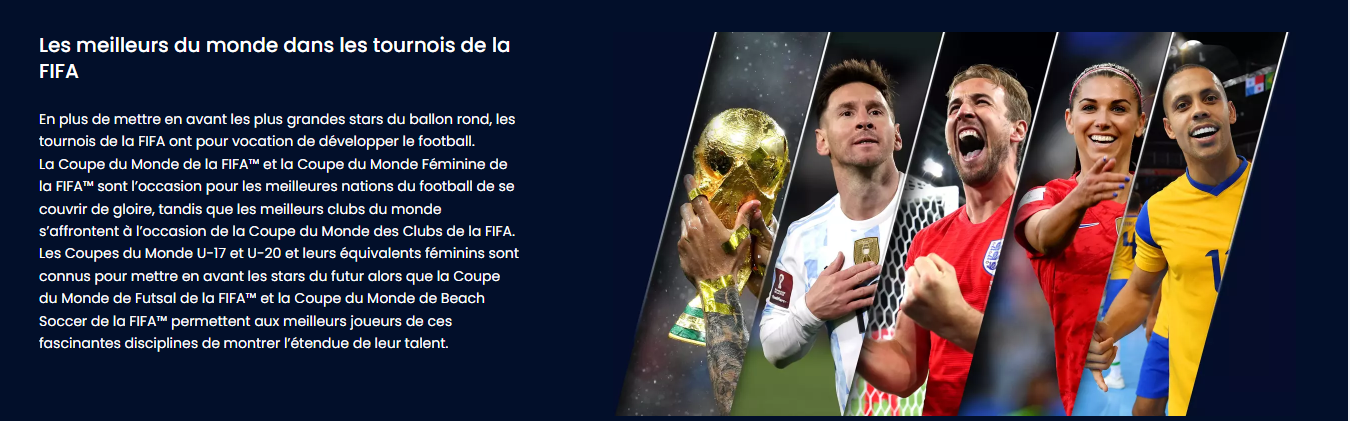 Les meilleurs du monde dans les tournois de la
FIFA
En plus de mettre en avant les plus grandes stars du ballon rond, les
tournois de la FIFA ont pour vocation de développer le football.
La Coupe du Monde de la FIFA™ et la Coupe du Monde Féminine de
la FIFA™ sont l’occasion pour les meilleures nations du football de se
couvrir de gloire, tandis que les meilleurs clubs du monde
s’affrontent à l’occasion de la Coupe du Monde des Clubs de la FIFA.
Les Coupes du Monde U-17 et U-20 et leurs équivalents féminins sont
connus pour mettre en avant les stars du futur alors que la Coupe
du Monde de Futsal de la FIFA™ et la Coupe du Monde de Beach
Soccer de la FIFA™ permettent aux meilleurs joueurs de ces
fascinantes disciplines de montrer l’étendue de leur talent.